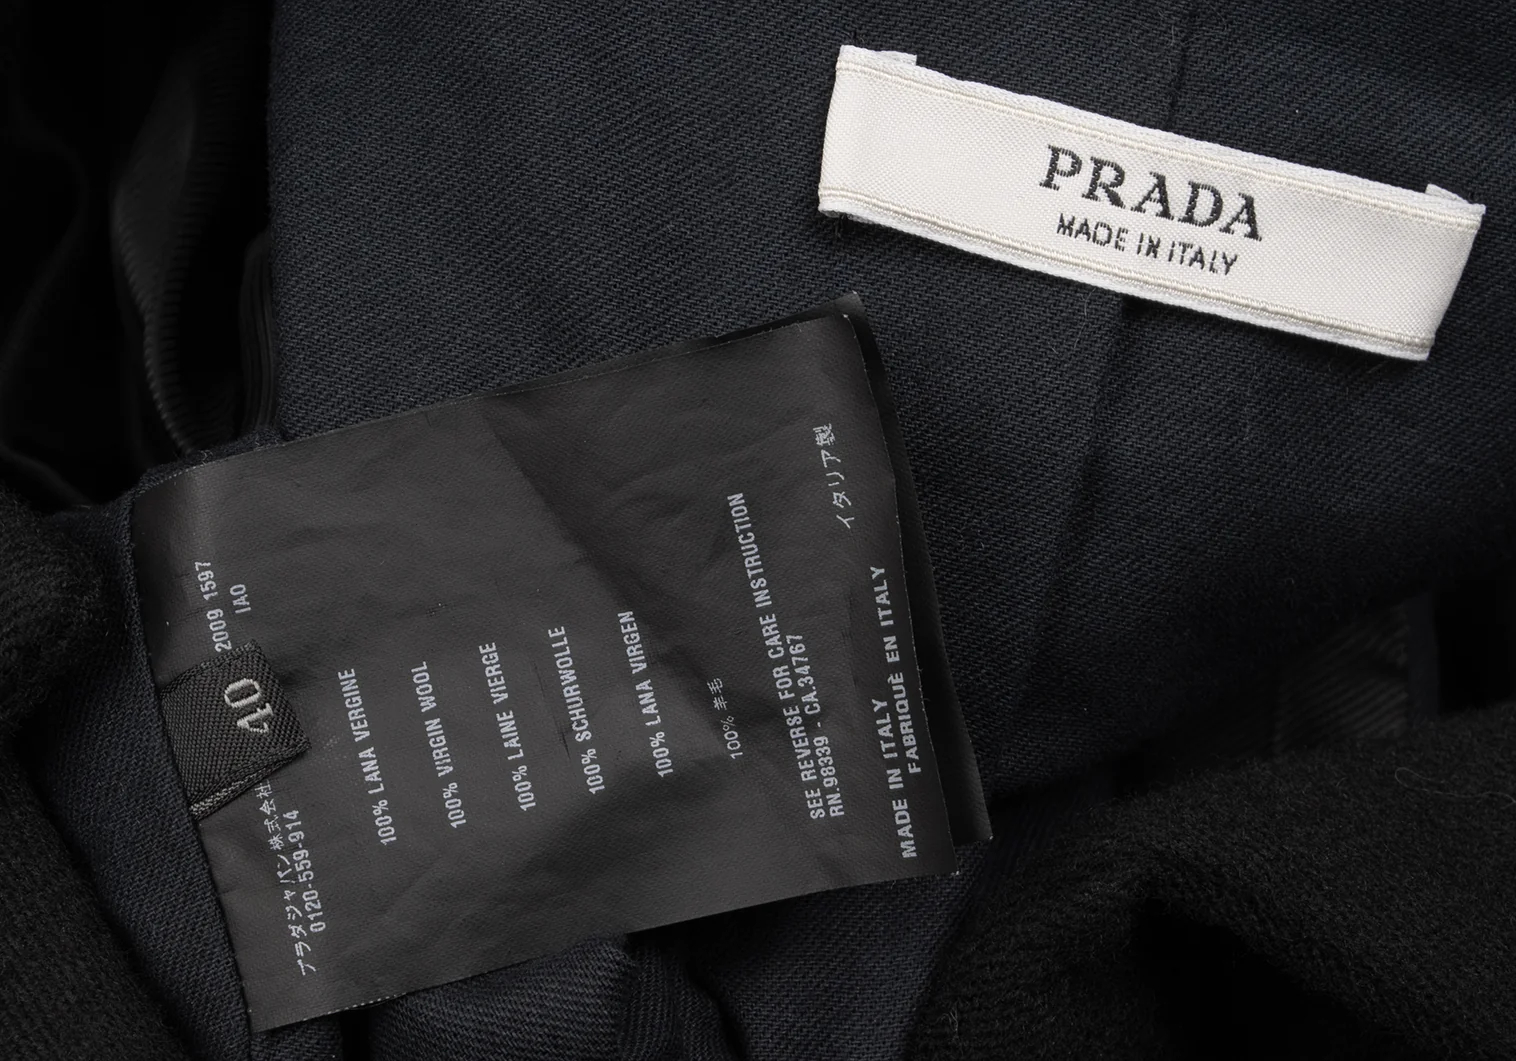 PRADA
MADE IN ITALY
2009 1597
IAO
40
プラダジャパン株式会社
0120-559-914
100% LANA VERGINE
100% VIRGIN WOOL
100% LAINE VIERGE
100% SCHURWOLLE
100% LANA VIRGEN
100% 羊毛
SEE REVERSE FOR CARE INSTRUCTION
RN.98339 - CA.34767
イタリア製
MADE IN ITALY
FABRIQUÈ EN ITALY